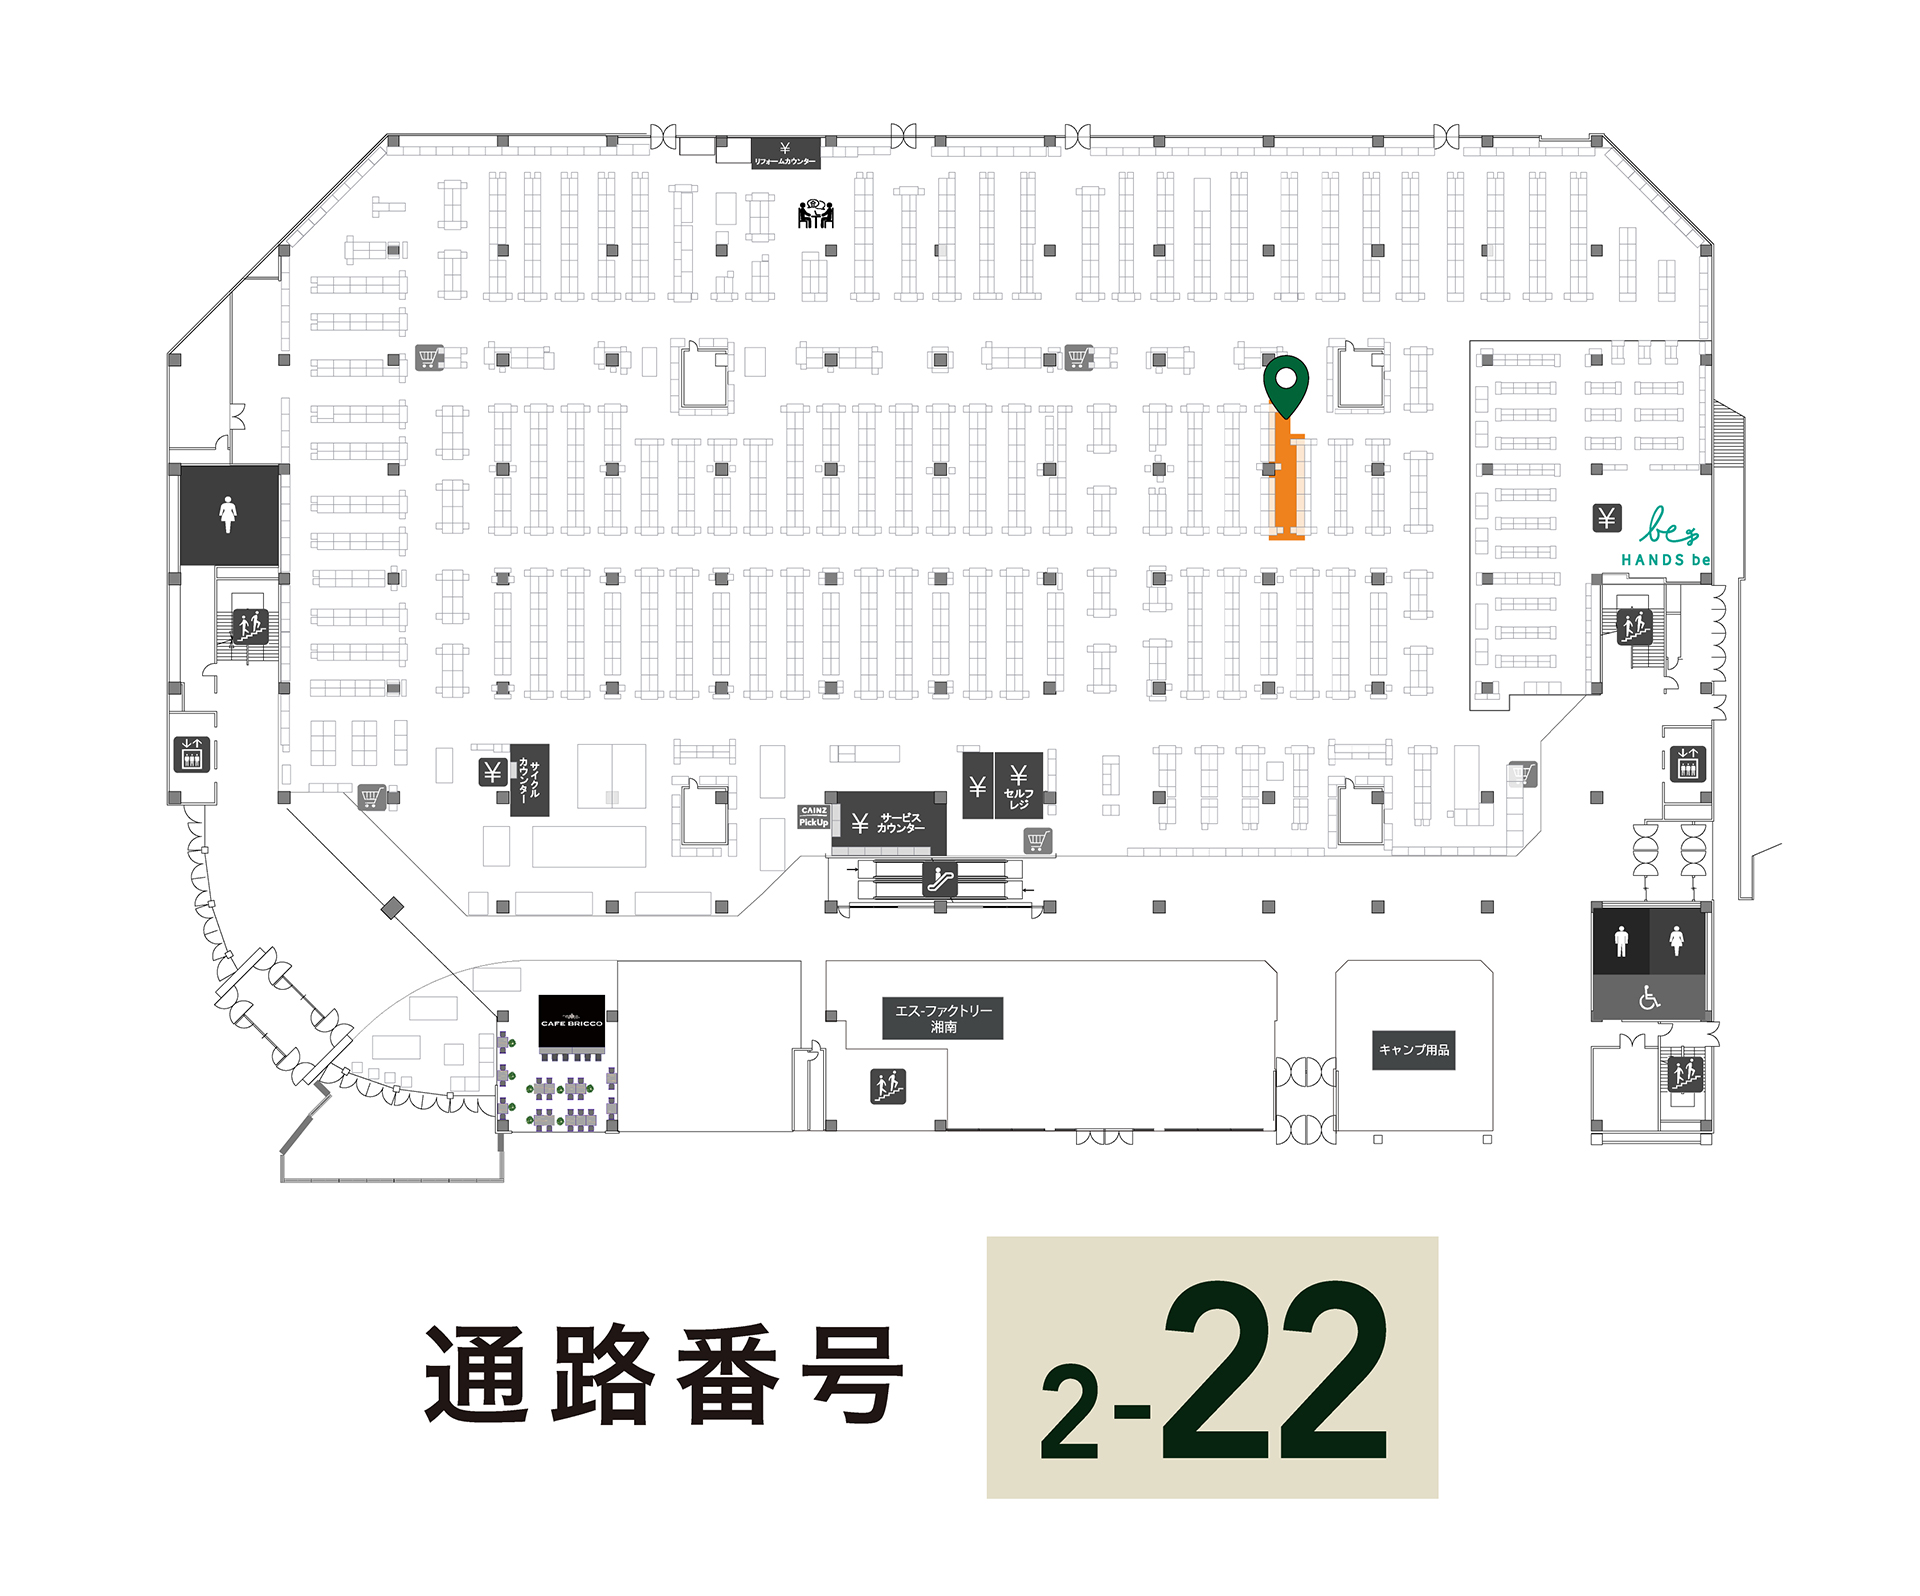 ¥
リフォームカウンター
¥
be
HANDS be
¥
サイクル
カウンター
¥
¥
セルフ
レジ
CAINZ
PickUp
¥
サービス
カウンター
CAFE BRICCO
エス-ファクトリー
湘南
キャンプ用品
通路番号
2-22